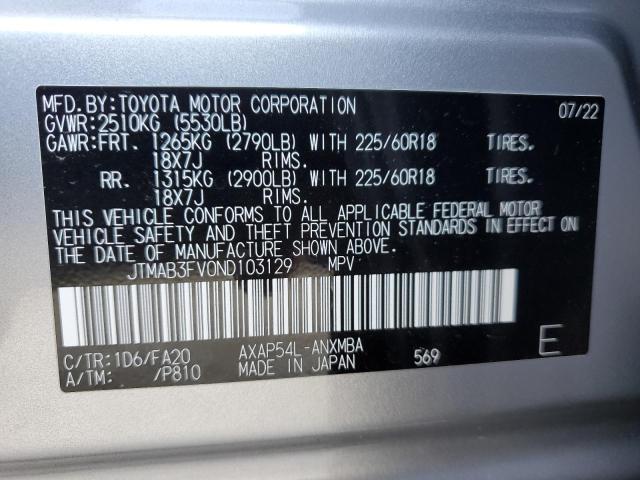 MFD.BY:TOYOTA MOTOR CORPORATION 07/22
GVWR:2510KG (5530LB)
GAWR:FRT. 1265KG (2790LB) WITH 225/60R18 TIRES.
18X7J RIMS.
RR. 1315KG (2900LB) WITH 225/60R18 TIRES.
18X7J RIMS.
THIS VEHICLE CONFORMS TO ALL APPLICABLE FEDERAL MOTOR
VEHICLE SAFETY AND THEFT PREVENTION STANDARDS IN EFFECT ON
THE DATE OF MANUFACTURE SHOWN ABOVE.
JTMAB3FV0ND103129 MPV
C/TR:1D6/FA20 AXAP54L-ANXMBA
A/TM: /P810 MADE IN JAPAN 569 E